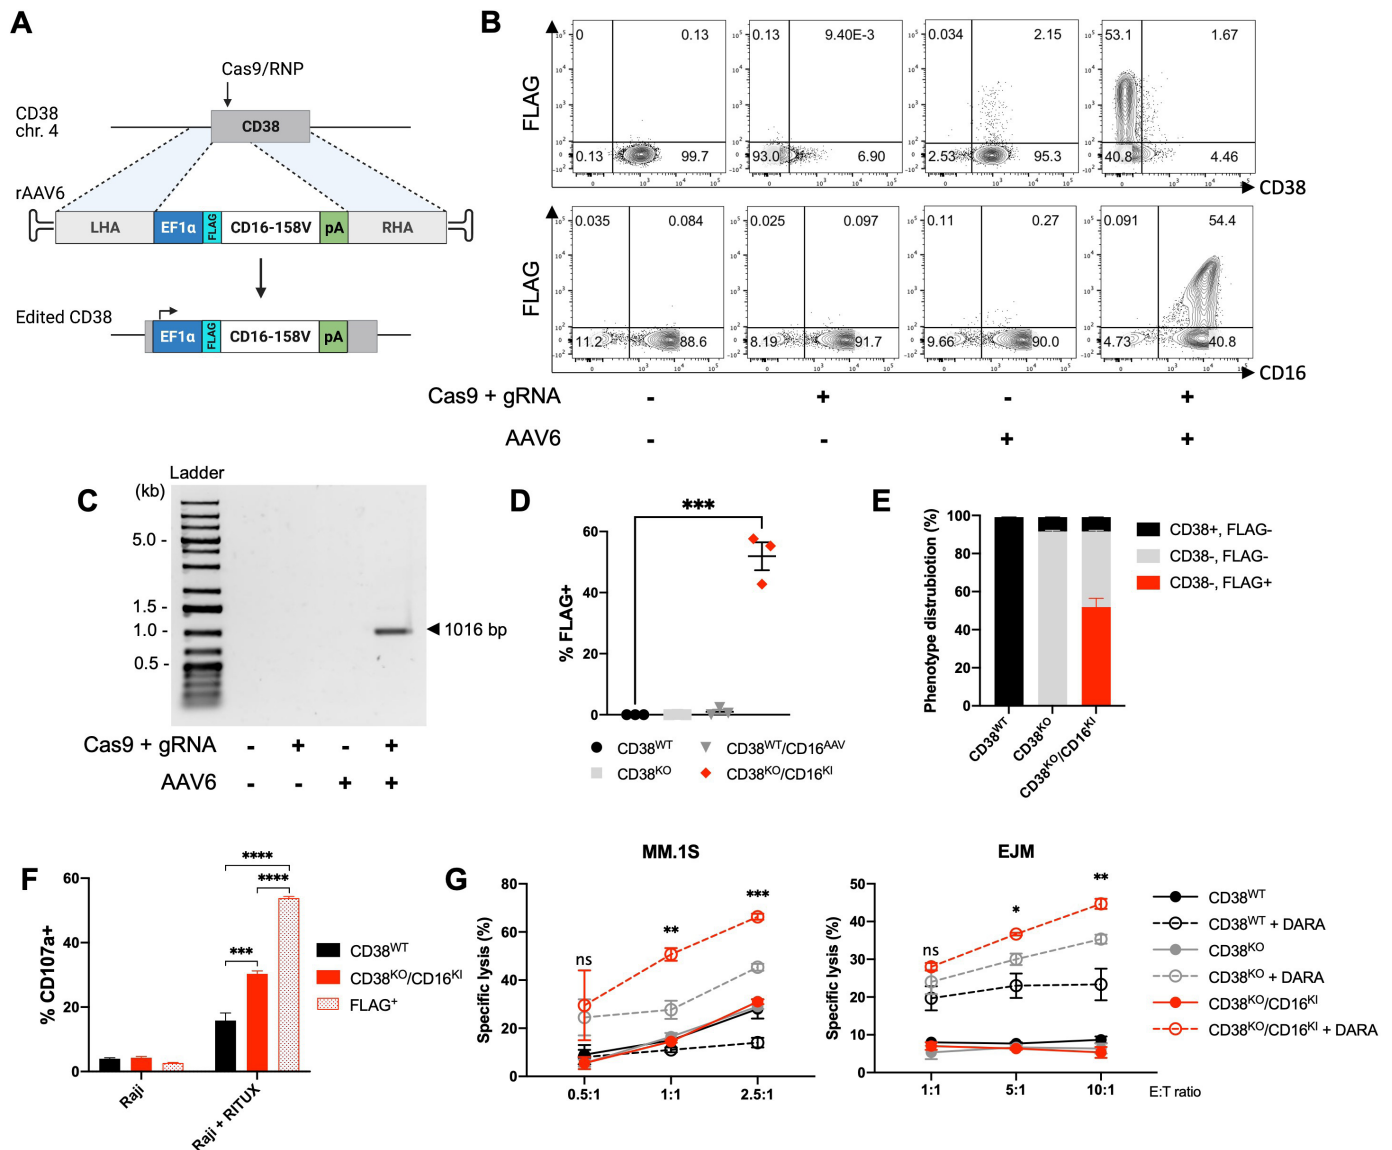 A
Cas9/RNP
CD38
chr. 4
CD38
rAAV6
LHA
EF1α
FLAG
CD16-158V
pA
RHA
Edited CD38
EF1α
FLAG
CD16-158V
pA
B
FLAG
0 0.13
0.13 99.7
0.13 9.40E-3
93.0 6.90
0.034 2.15
2.53 95.3
53.1 1.67
40.8 4.46
CD38
FLAG
0.035 0.084
11.2 88.6
0.025 0.097
8.19 91.7
0.11 0.27
9.66 90.0
0.091 54.4
4.73 40.8
CD16
Cas9 + gRNA - + - +
AAV6 - - + +
C
Ladder
(kb)
5.0 -
1.5 -
1.0 -
0.5 -
1016 bp
Cas9 + gRNA - + - +
AAV6 - - + +
D
***
% FLAG+
60
40
20
0
CD38WT
CD38KO
CD38WT/CD16AAV
CD38KO/CD16KI
E
Phenotype distrubiotion (%)
100
80
60
40
20
0
CD38WT
CD38KO
CD38KO/CD16KI
CD38+, FLAG-
CD38-, FLAG-
CD38-, FLAG+
F
% CD107a+
60
40
20
0
****
****
***
Raji
Raji + RITUX
CD38WT
CD38KO/CD16KI
FLAG+
G
MM.1S
Specific lysis (%)
80
60
40
20
0
ns
**
***
0.5:1 1:1 2.5:1
EJM
Specific lysis (%)
50
40
30
20
10
0
ns
*
**
1:1 5:1 10:1
E:T ratio
CD38WT
CD38WT + DARA
CD38KO
CD38KO + DARA
CD38KO/CD16KI
CD38KO/CD16KI + DARA